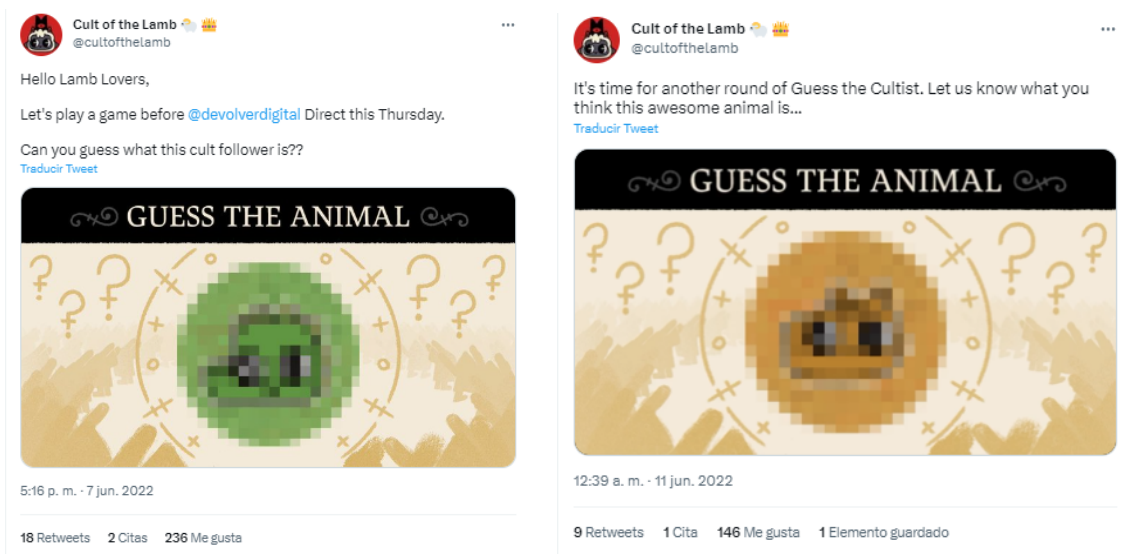 Cult of the Lamb 🐑 👑
@cultofthelamb
Hello Lamb Lovers,
Let's play a game before @devolverdigital Direct this Thursday.
Can you guess what this cult follower is??
Traducir Tweet
GUESS THE ANIMAL
? ? ? ? ? ?
5:16 p. m. · 7 jun. 2022
18 Retweets 2 Citas 236 Me gusta
Cult of the Lamb 🐑 👑
@cultofthelamb
It's time for another round of Guess the Cultist. Let us know what you
think this awesome animal is...
Traducir Tweet
GUESS THE ANIMAL
? ? ? ? ? ?
12:39 a. m. · 11 jun. 2022
9 Retweets 1 Cita 146 Me gusta 1 Elemento guardado